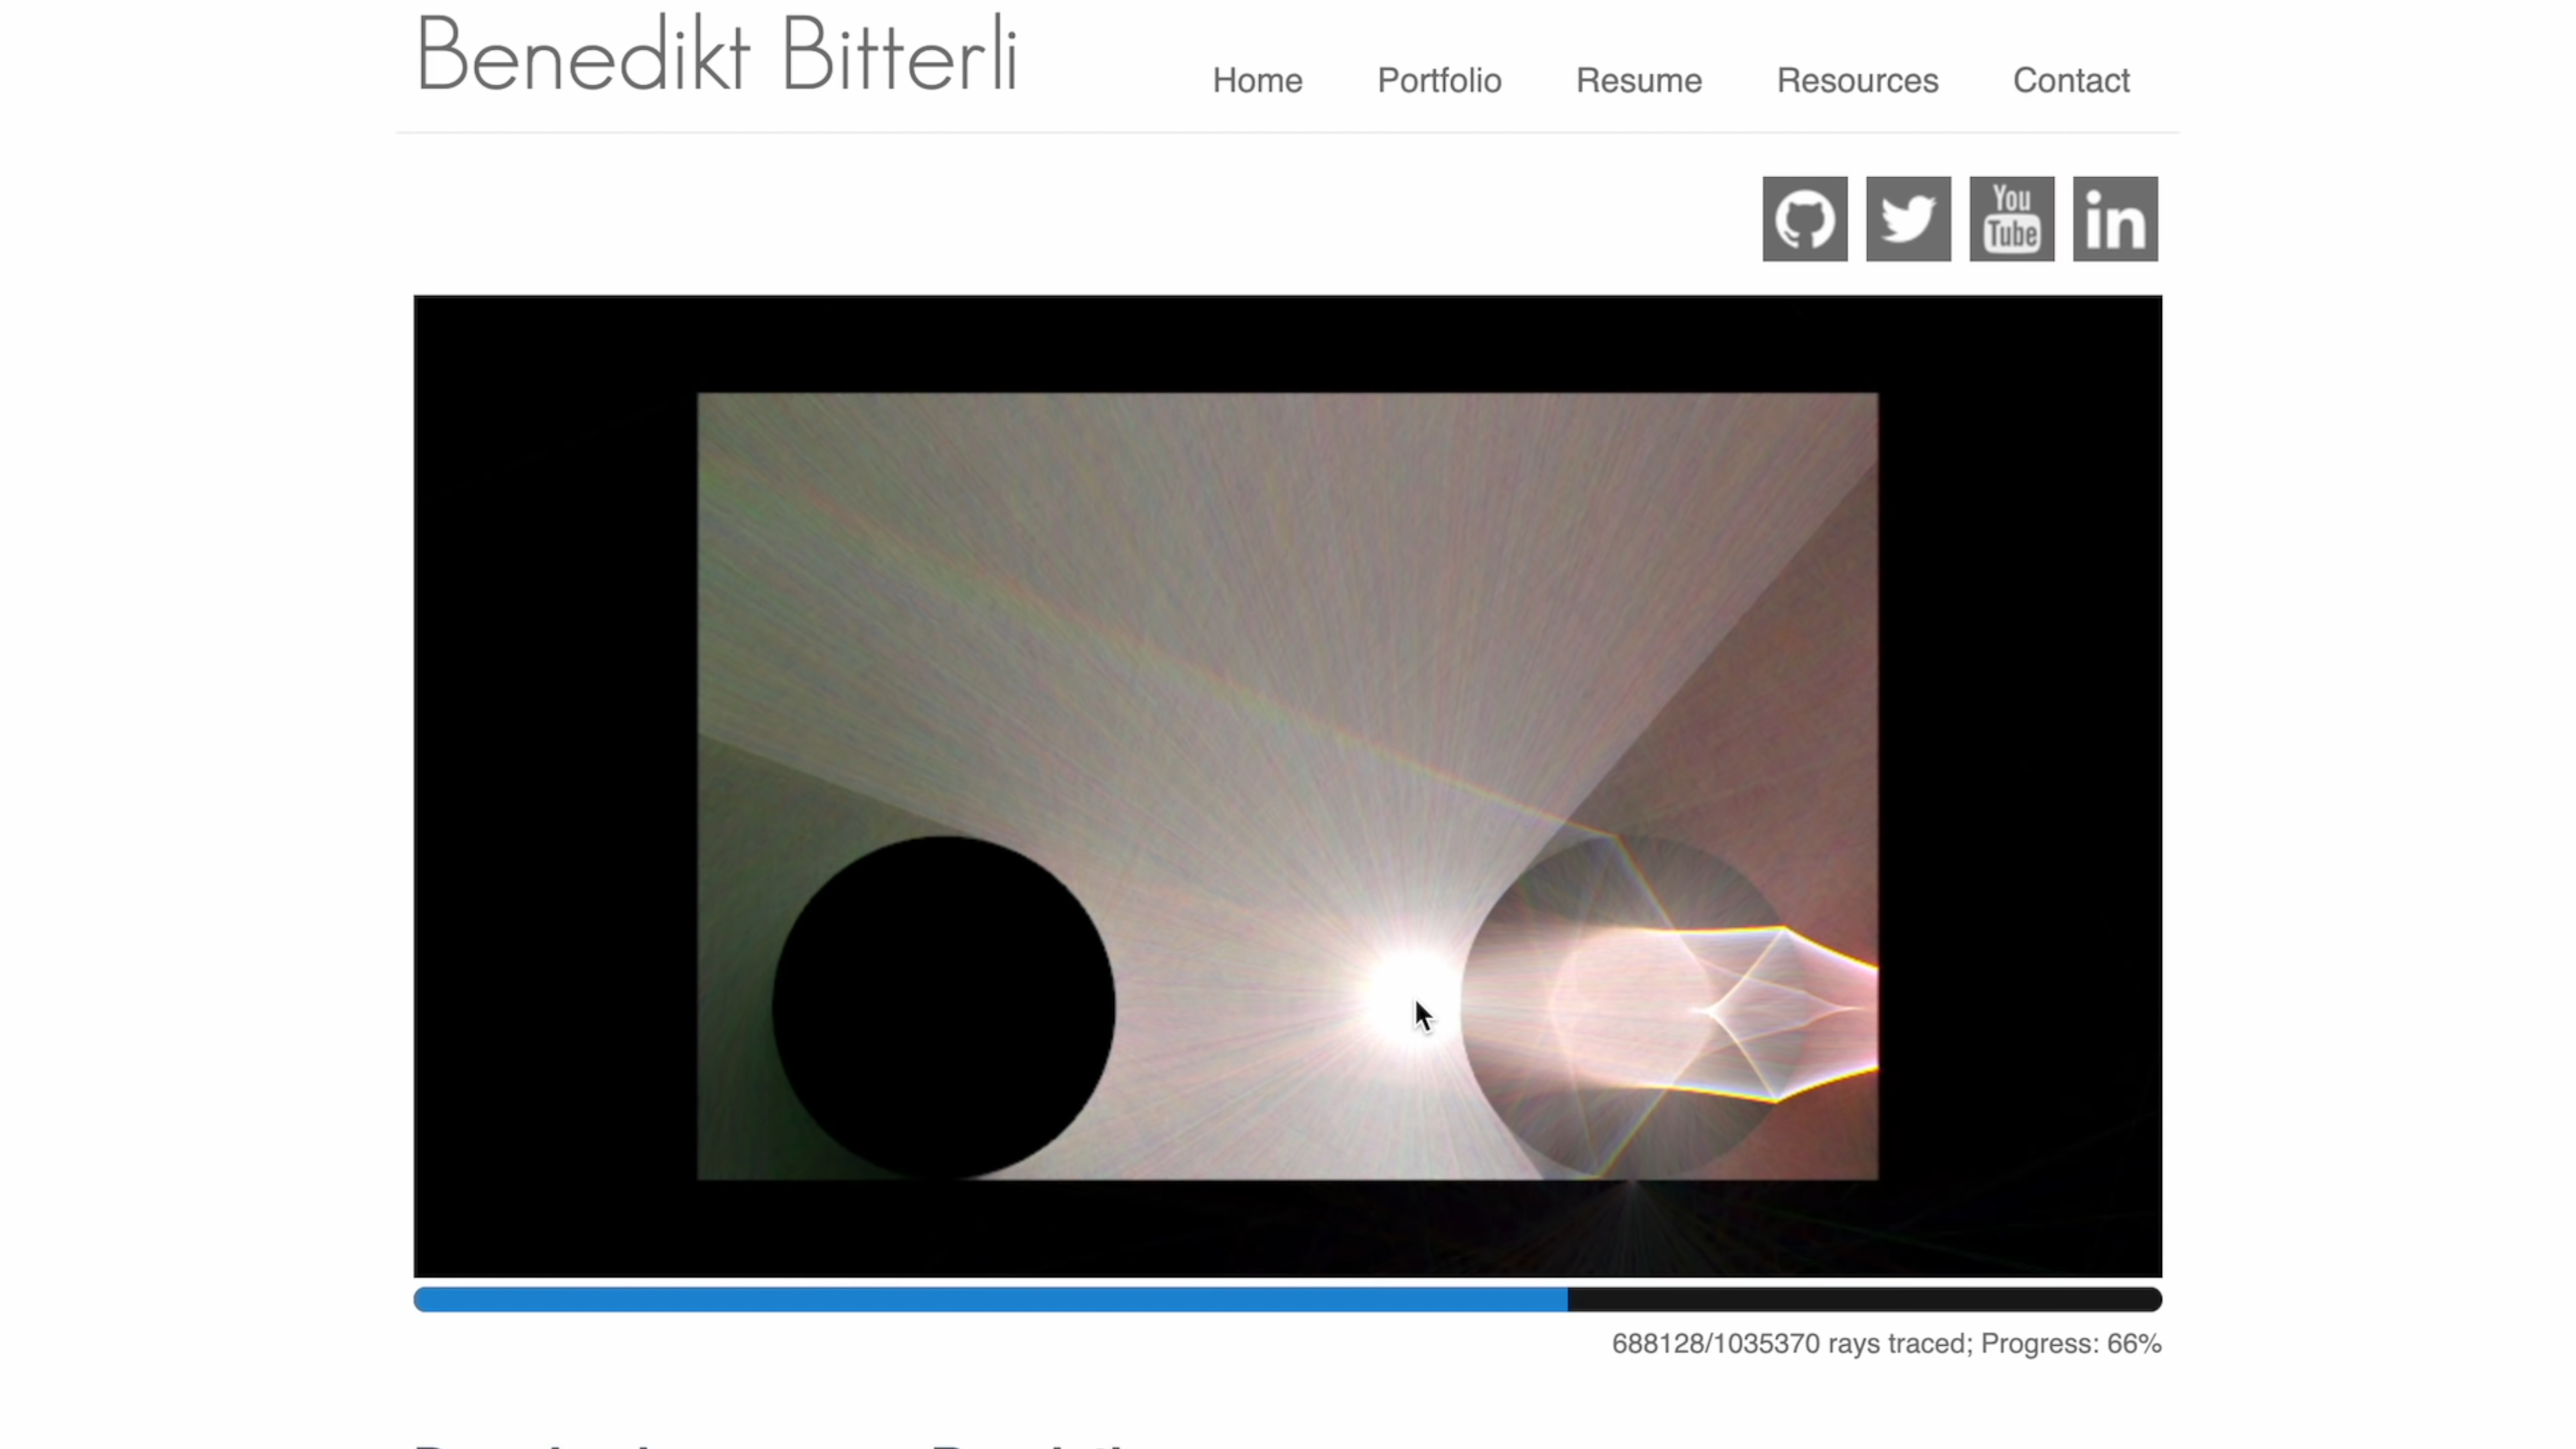 Benedikt Bitterli
Home Portfolio Resume Resources Contact
You
Tube
in
688128/1035370 rays traced; Progress: 66%